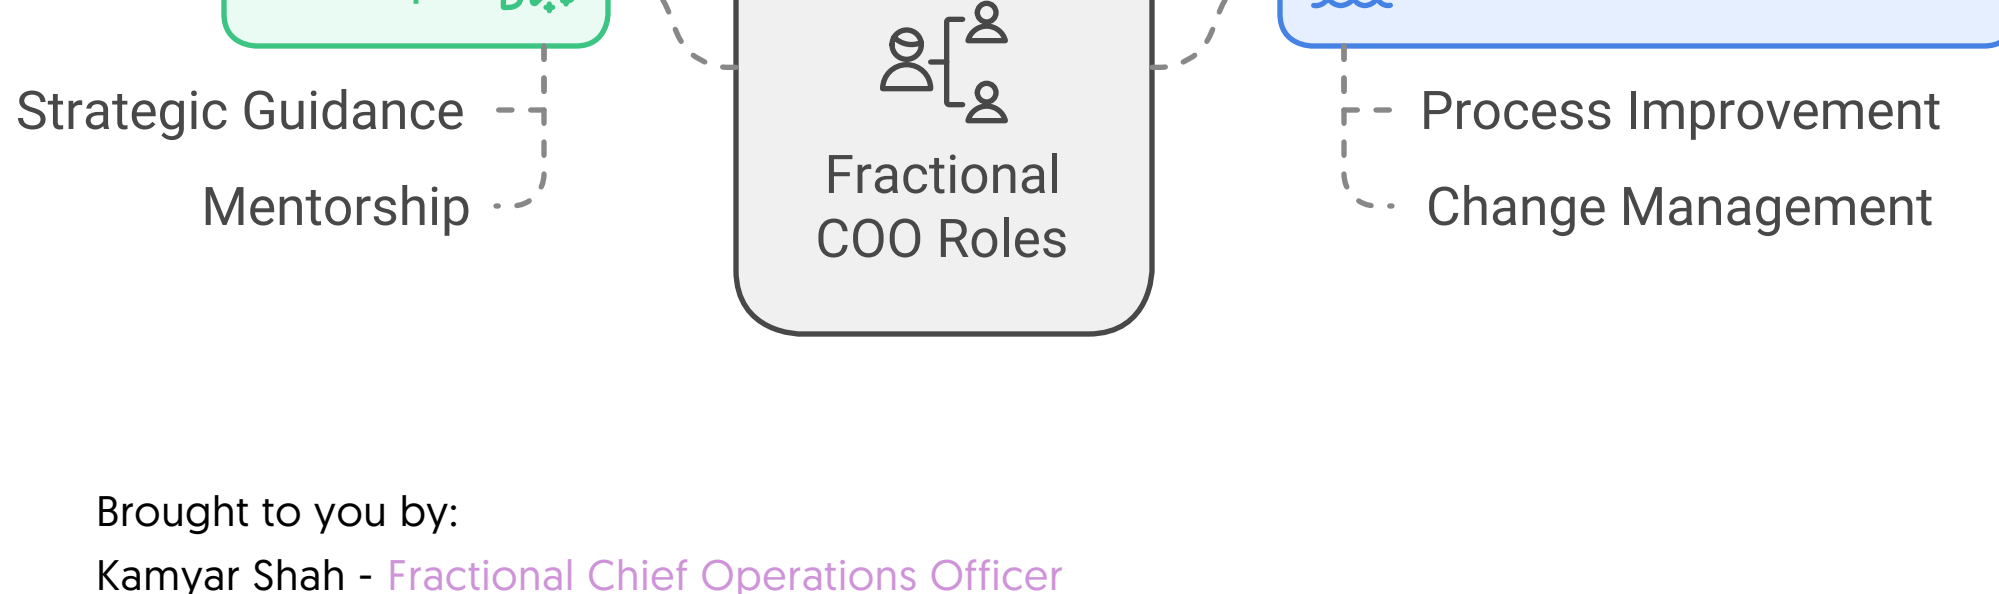 Strategic Guidance
Mentorship
Fractional
COO Roles
Process Improvement
Change Management
Brought to you by:
Kamyar Shah - Fractional Chief Operations Officer